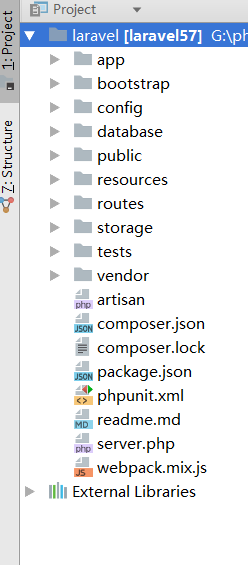 Project
1: Project
7: Structure
laravel [laravel57] G:\ph
app
bootstrap
config
database
public
resources
routes
storage
tests
vendor
php artisan
JSON composer.json
composer.lock
JSON package.json
phpunit.xml
MD readme.md
php server.php
JS webpack.mix.js
External Libraries